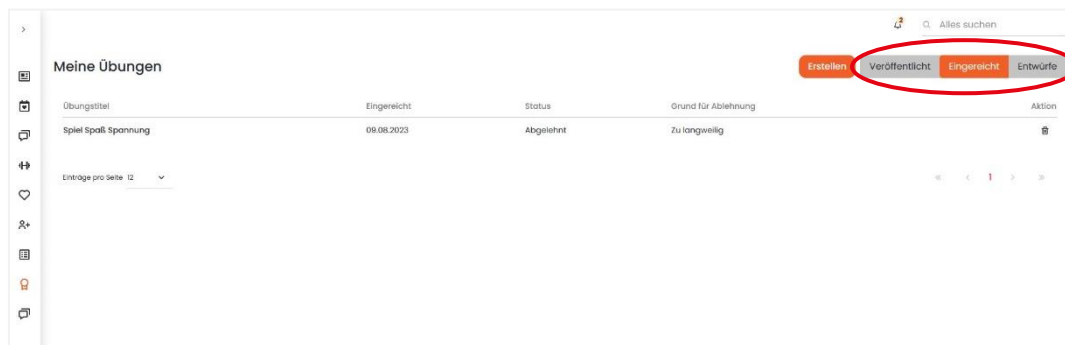 2
Alles suchen
Meine Übungen
Erstellen
Veröffentlicht Eingereicht Entwürfe
Übungstitel Eingereicht Status Grund für Ablehnung Aktion
Spiel Spaß Spannung 09.08.2023 Abgelehnt Zu langweilig
Einträge pro Seite 12
« < 1 > »